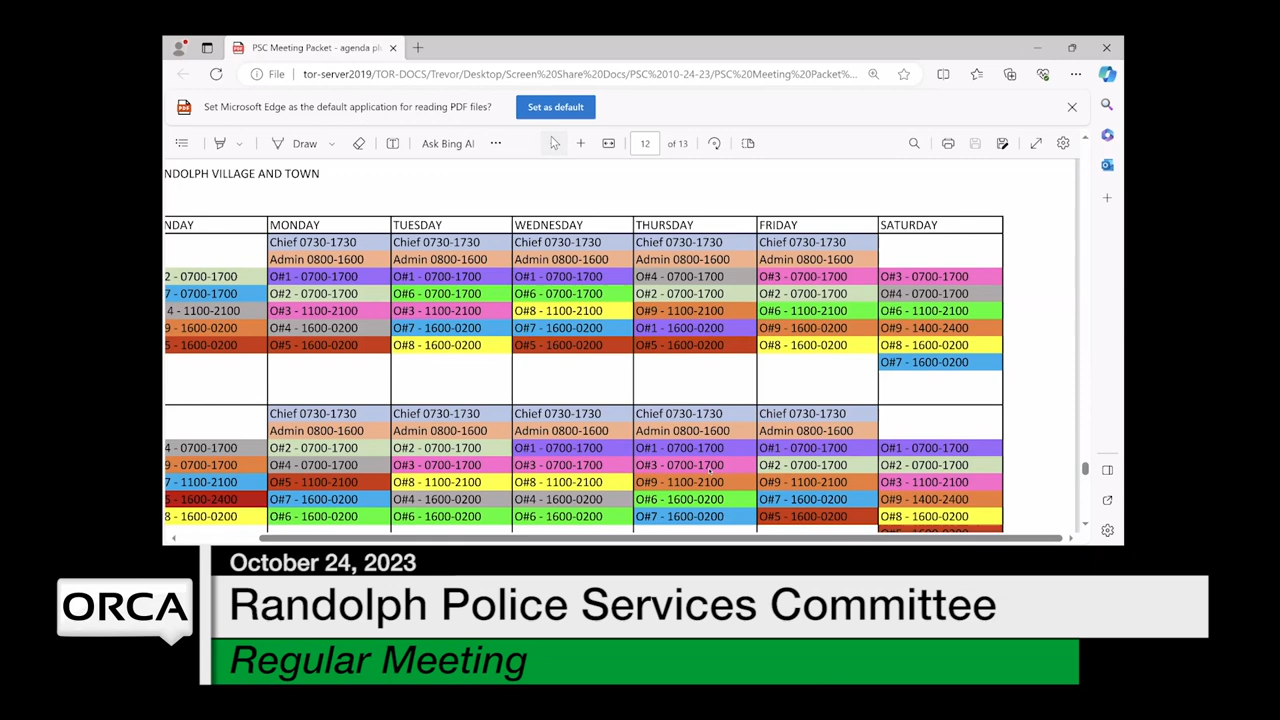 PSC Meeting Packet - agenda pl
File tor-server2019/TOR-DOCS/Trevor/Desktop/Screen%20Share%20Docs/PSC%2010-24-23/PSC%20Meeting%20Packet%...
Set Microsoft Edge as the default application for reading PDF files? Set as default
Draw Ask Bing AI ... 12 of 13
NDOLPH VILLAGE AND TOWN
NDAY MONDAY TUESDAY WEDNESDAY THURSDAY FRIDAY SATURDAY
Chief 0730-1730 Chief 0730-1730 Chief 0730-1730 Chief 0730-1730 Chief 0730-1730
Admin 0800-1600 Admin 0800-1600 Admin 0800-1600 Admin 0800-1600 Admin 0800-1600
2 - 0700-1700 O#1 - 0700-1700 O#1 - 0700-1700 O#1 - 0700-1700 O#4 - 0700-1700 O#3 - 0700-1700 O#3 - 0700-1700
7 - 0700-1700 O#2 - 0700-1700 O#6 - 0700-1700 O#6 - 0700-1700 O#2 - 0700-1700 O#2 - 0700-1700 O#4 - 0700-1700
4 - 1100-2100 O#3 - 1100-2100 O#3 - 1100-2100 O#8 - 1100-2100 O#9 - 1100-2100 O#6 - 1100-2100 O#6 - 1100-2100
9 - 1600-0200 O#4 - 1600-0200 O#7 - 1600-0200 O#7 - 1600-0200 O#1 - 1600-0200 O#9 - 1600-0200 O#9 - 1400-2400
5 - 1600-0200 O#5 - 1600-0200 O#8 - 1600-0200 O#5 - 1600-0200 O#5 - 1600-0200 O#8 - 1600-0200 O#8 - 1600-0200
O#7 - 1600-0200
Chief 0730-1730 Chief 0730-1730 Chief 0730-1730 Chief 0730-1730 Chief 0730-1730
Admin 0800-1600 Admin 0800-1600 Admin 0800-1600 Admin 0800-1600 Admin 0800-1600
4 - 0700-1700 O#2 - 0700-1700 O#2 - 0700-1700 O#1 - 0700-1700 O#1 - 0700-1700 O#1 - 0700-1700 O#1 - 0700-1700
9 - 0700-1700 O#4 - 0700-1700 O#3 - 0700-1700 O#3 - 0700-1700 O#3 - 0700-1700 O#2 - 0700-1700 O#2 - 0700-1700
7 - 1100-2100 O#5 - 1100-2100 O#8 - 1100-2100 O#8 - 1100-2100 O#9 - 1100-2100 O#9 - 1100-2100 O#3 - 1100-2100
5 - 1600-2400 O#7 - 1600-0200 O#4 - 1600-0200 O#4 - 1600-0200 O#6 - 1600-0200 O#7 - 1600-0200 O#9 - 1400-2400
8 - 1600-0200 O#6 - 1600-0200 O#6 - 1600-0200 O#6 - 1600-0200 O#7 - 1600-0200 O#5 - 1600-0200 O#8 - 1600-0200
October 24, 2023
ORCA
Randolph Police Services Committee
Regular Meeting